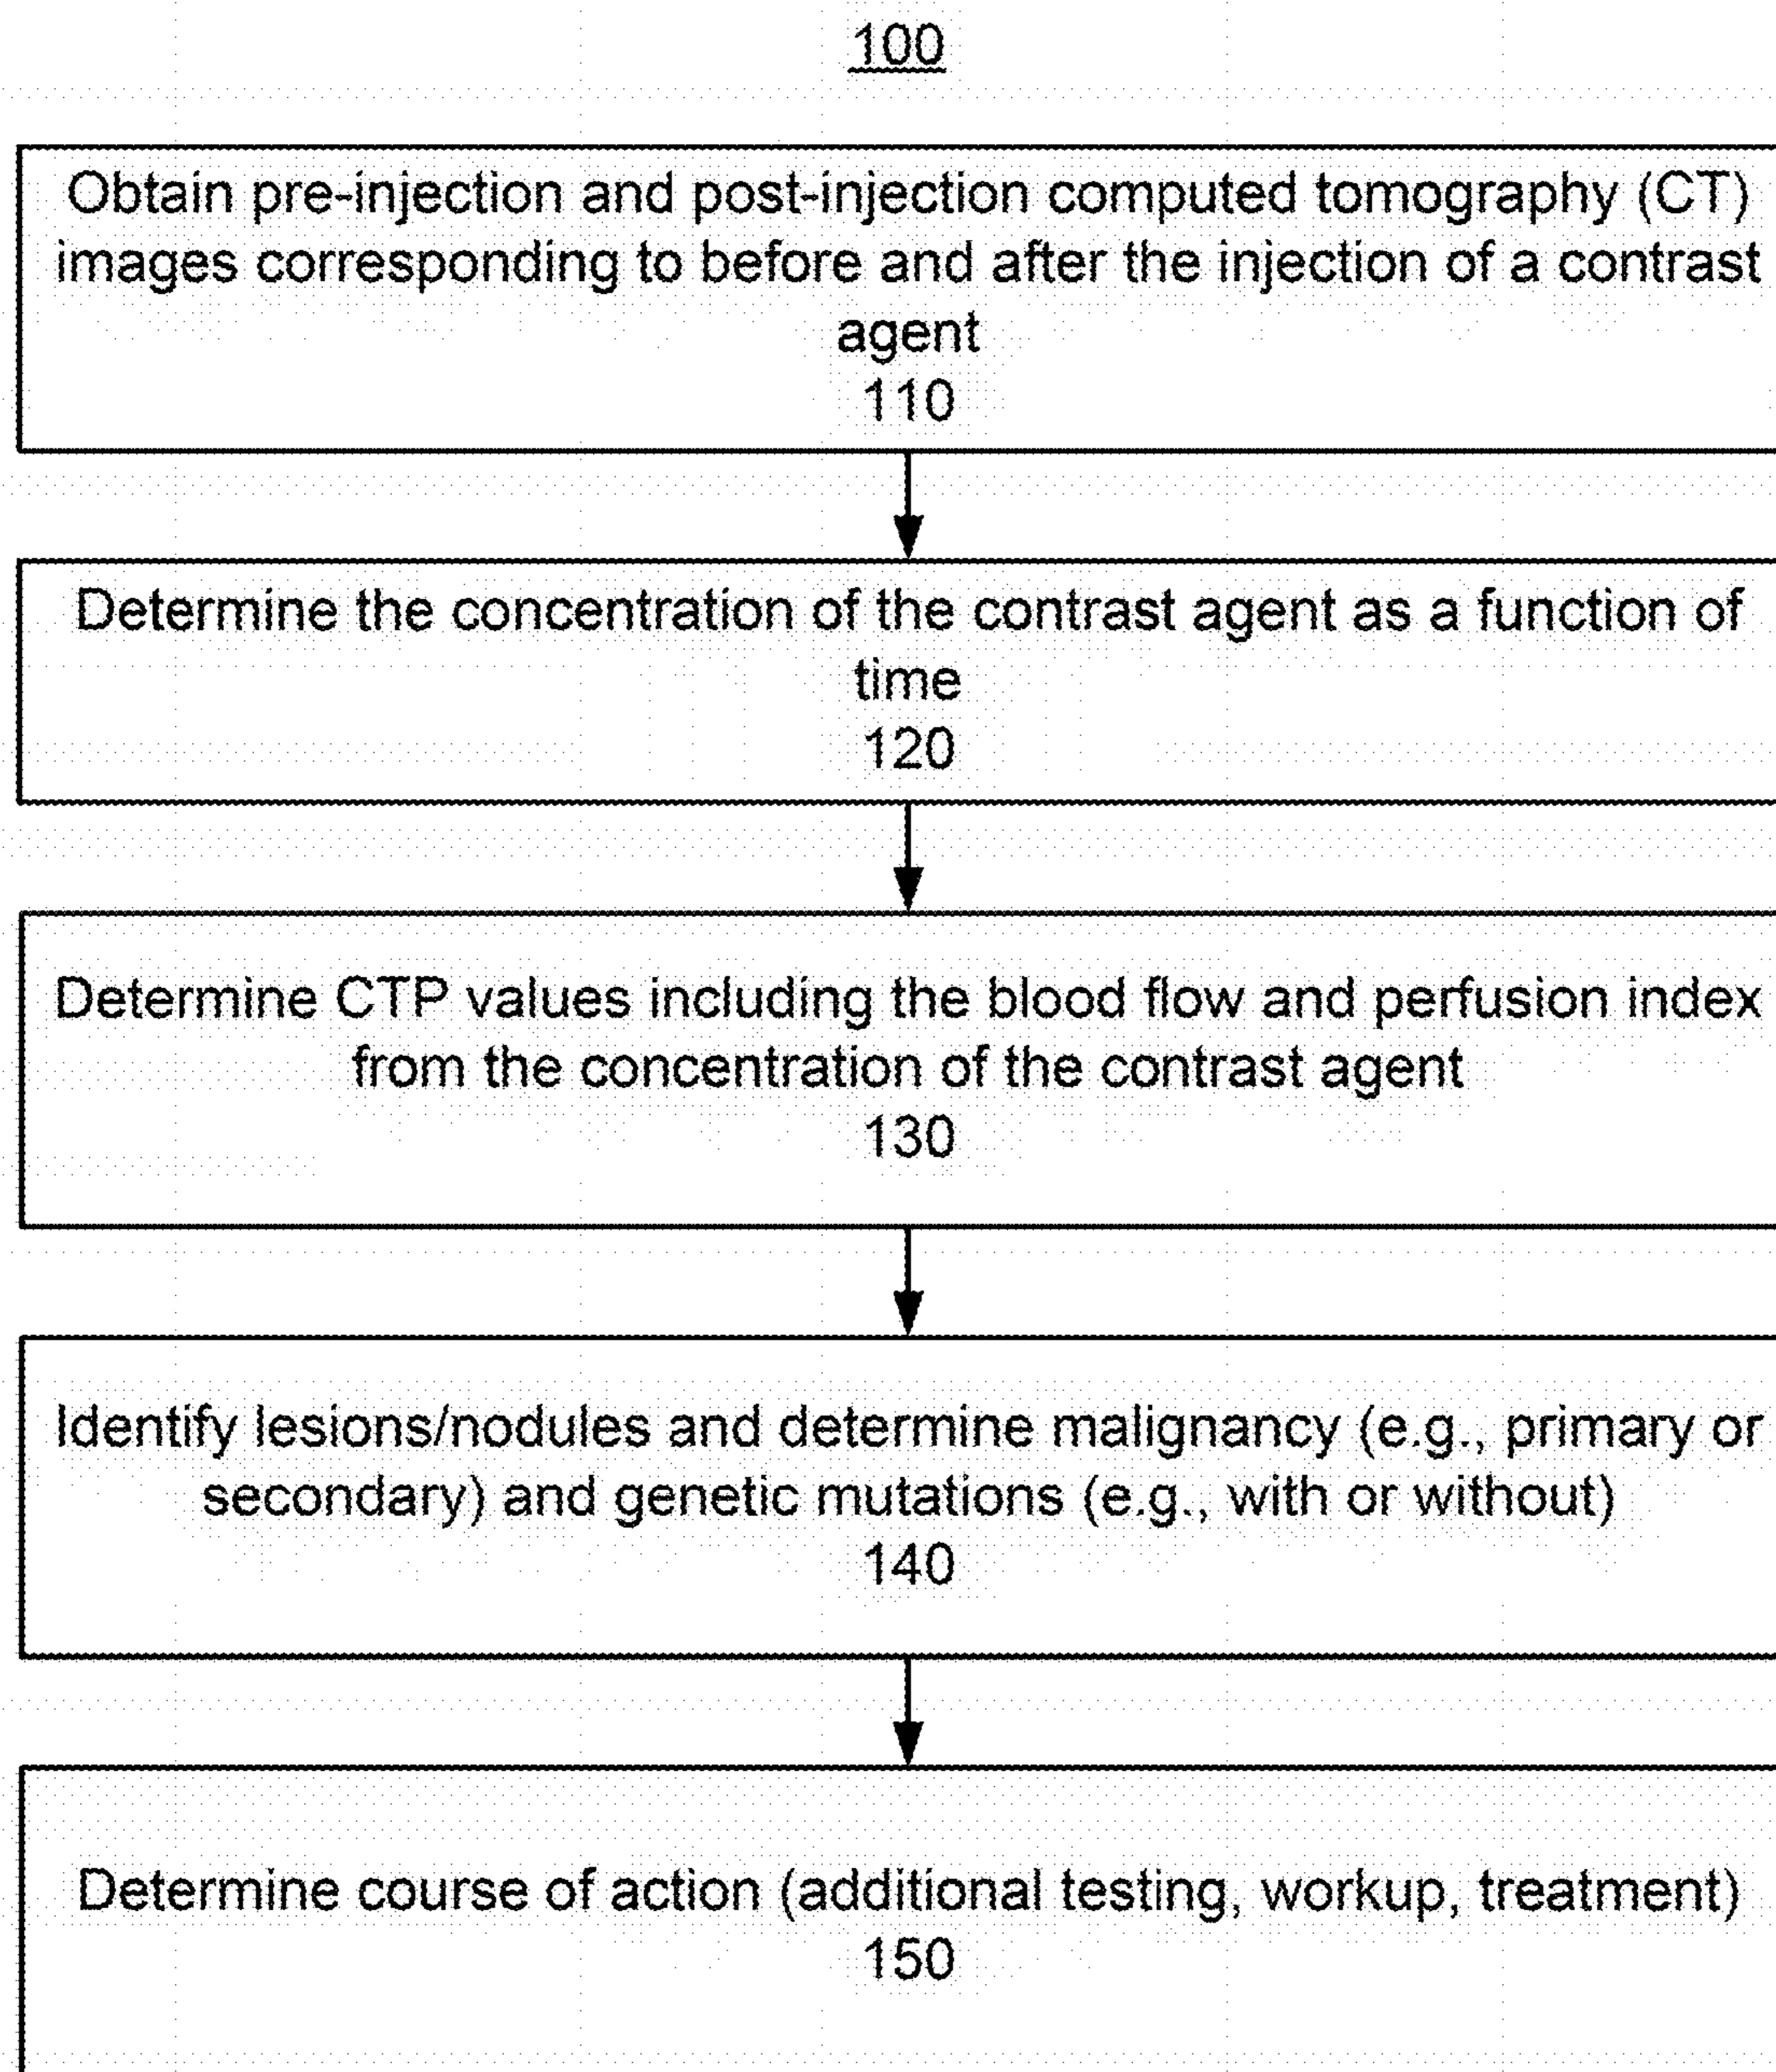 100
Obtain pre-injection and post-injection computed tomography (CT)
images corresponding to before and after the injection of a contrast
agent
110
Determine the concentration of the contrast agent as a function of
time
120
Determine CTP values including the blood flow and perfusion index
from the concentration of the contrast agent
130
Identify lesions/nodules and determine malignancy (e.g., primary or
secondary) and genetic mutations (e.g., with or without)
140
Determine course of action (additional testing, workup, treatment)
150